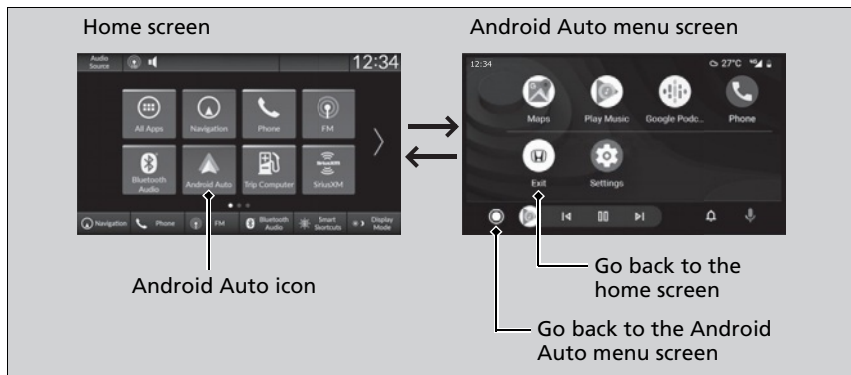 Home screen
Android Auto menu screen
Audio
Source
12:34
All Apps
Navigation
Phone
FM
Bluetooth
Audio
Android Auto
Trip Computer
SiriusXM
SiriusXM
Navigation
Phone
FM
Bluetooth
Audio
Smart
Shortcuts
Display
Mode
12:34
27°C
Maps
Play Music
Google Podc..
Phone
Exit
Settings
Android Auto icon
Go back to the
home screen
Go back to the Android
Auto menu screen